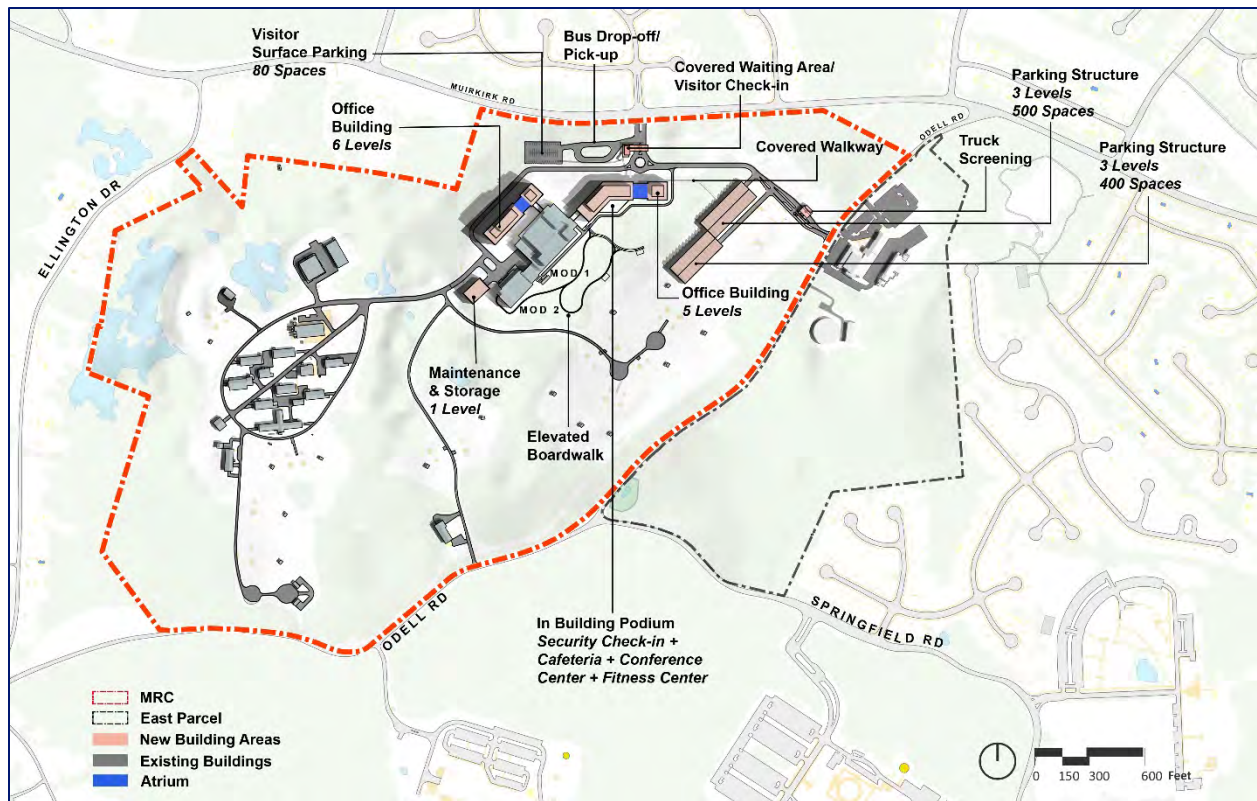 Visitor
Surface Parking
80 Spaces
Bus Drop-off/
Pick-up
Covered Waiting Area/
Visitor Check-in
Parking Structure
3 Levels
500 Spaces
MUIRKIRK RD
Office
Building
6 Levels
ODELL RD
Covered Walkway
Truck
Screening
Parking Structure
3 Levels
400 Spaces
ELLINGTON DR
MOD 1
MOD 2
Office Building
5 Levels
Maintenance
& Storage
1 Level
Elevated
Boardwalk
ODELL RD
SPRINGFIELD RD
In Building Podium
Security Check-in +
Cafeteria + Conference
Center + Fitness Center
MRC
East Parcel
New Building Areas
Existing Buildings
Atrium
0 150 300 600 Feet